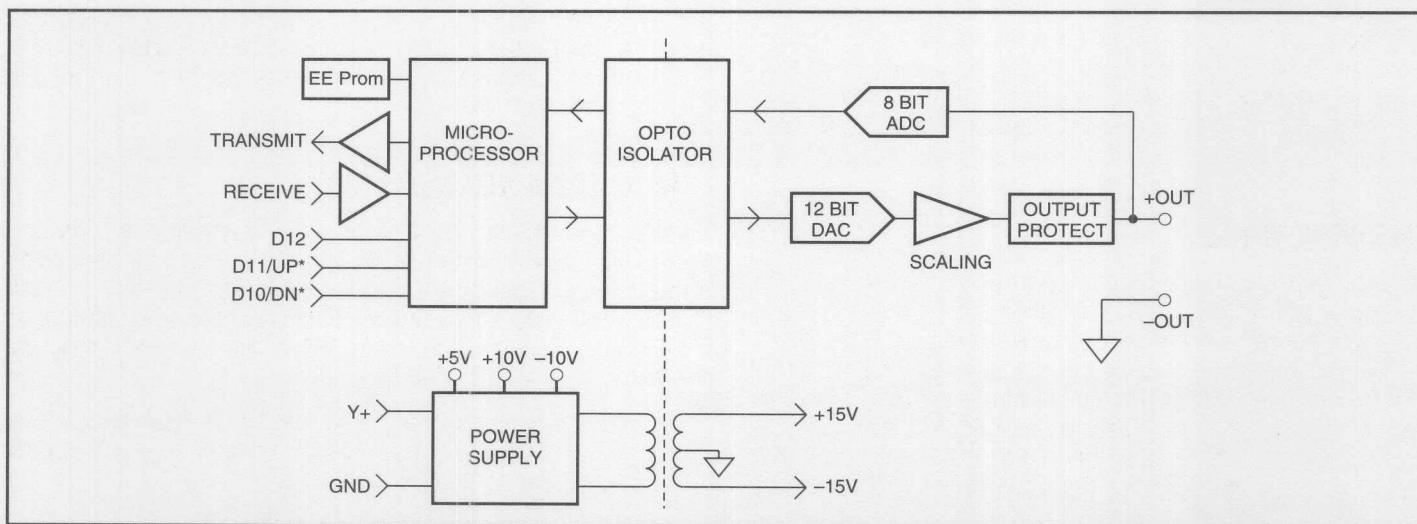 EE Prom
TRANSMIT
RECEIVE
D12
D11/UP*
D10/DN*
MICRO-
PROCESSOR
OPTO
ISOLATOR
8 BIT
ADC
12 BIT
DAC
SCALING
OUTPUT
PROTECT
+OUT
–OUT
+5V +10V –10V
Y+
GND
POWER
SUPPLY
+15V
–15V